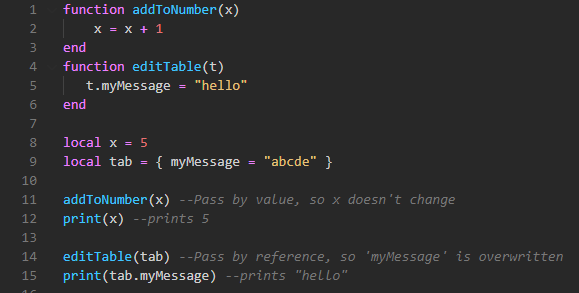 1 function addToNumber(x)
2 x = x + 1
3 end
4 function editTable(t)
5 t.myMessage = "hello"
6 end
7
8 local x = 5
9 local tab = { myMessage = "abcde" }
10
11 addToNumber(x) --Pass by value, so x doesn't change
12 print(x) --prints 5
13
14 editTable(tab) --Pass by reference, so 'myMessage' is overwritten
15 print(tab.myMessage) --prints "hello"
16